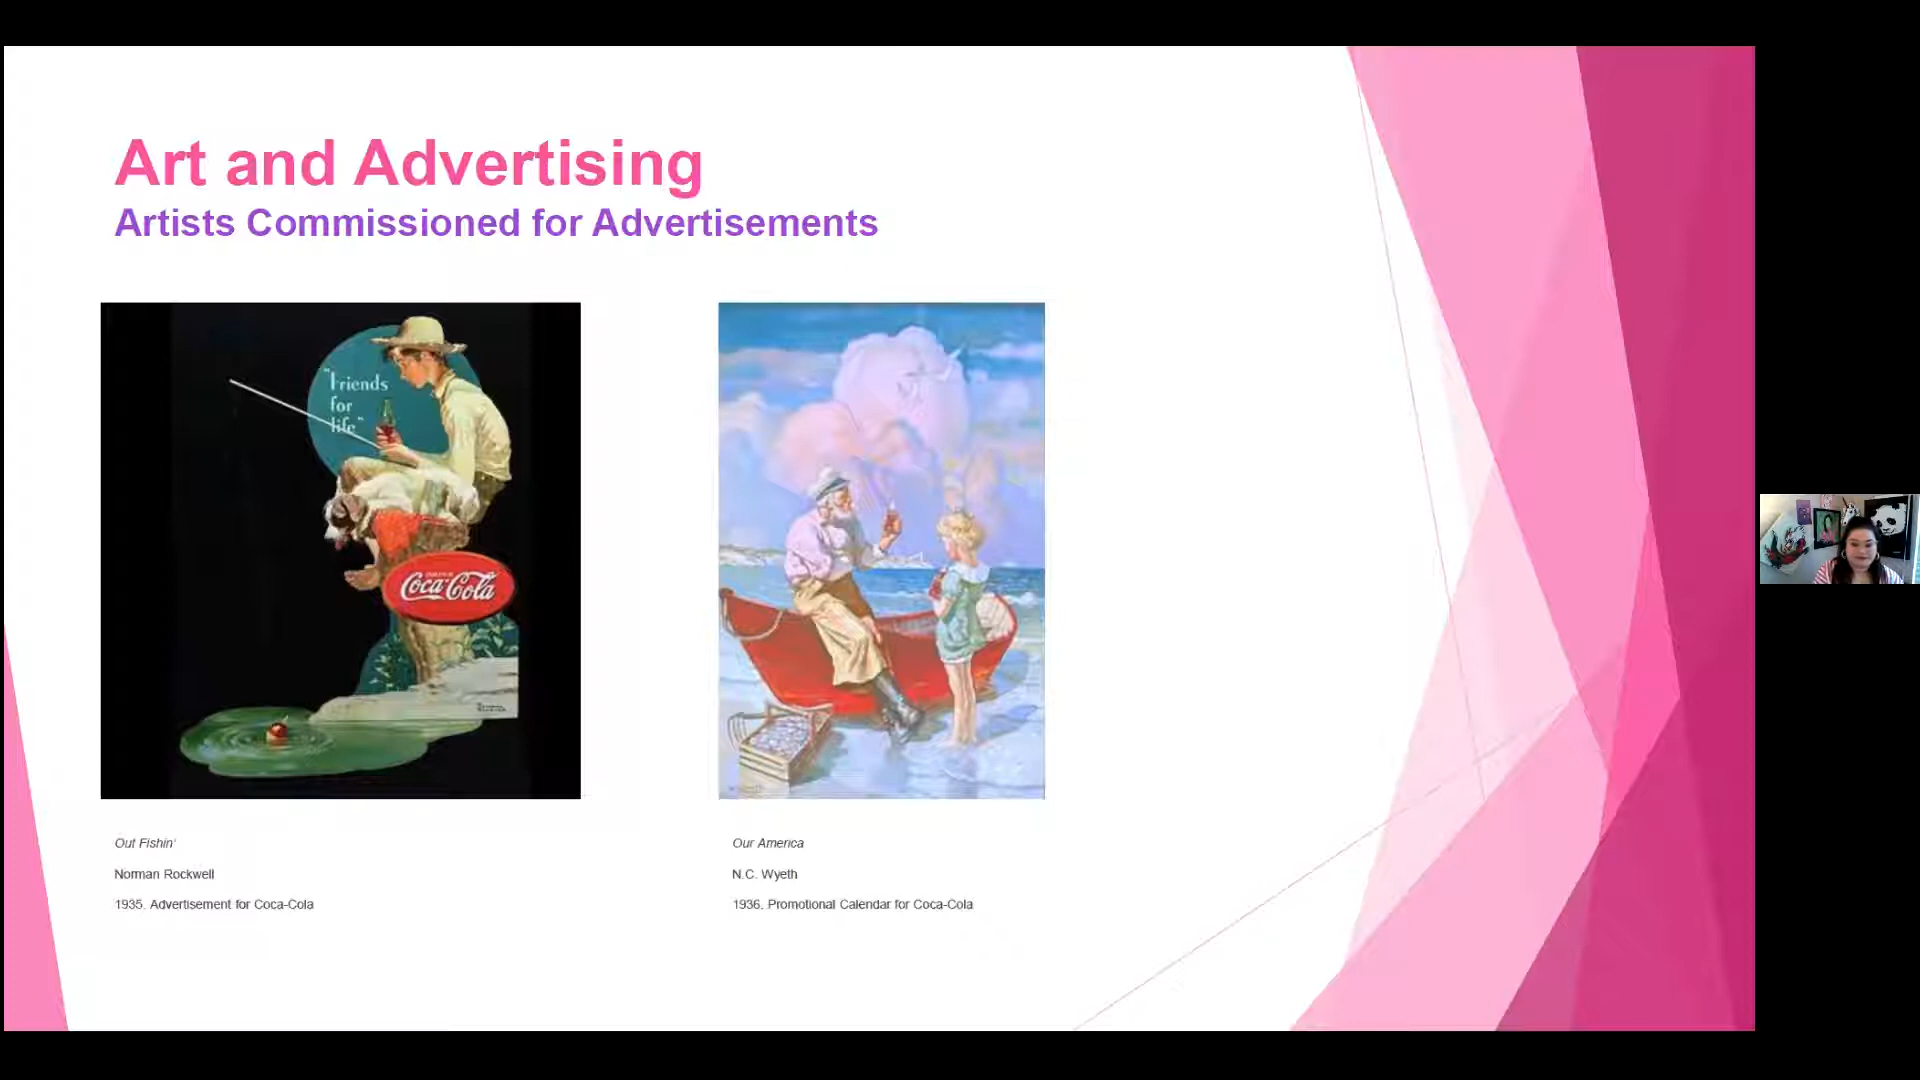 Art and Advertising
Artists Commissioned for Advertisements
"Friends
for
life"
Coca-Cola
Out Fishin'
Norman Rockwell
1935. Advertisement for Coca-Cola
Our America
N.C. Wyeth
1936. Promotional Calendar for Coca-Cola